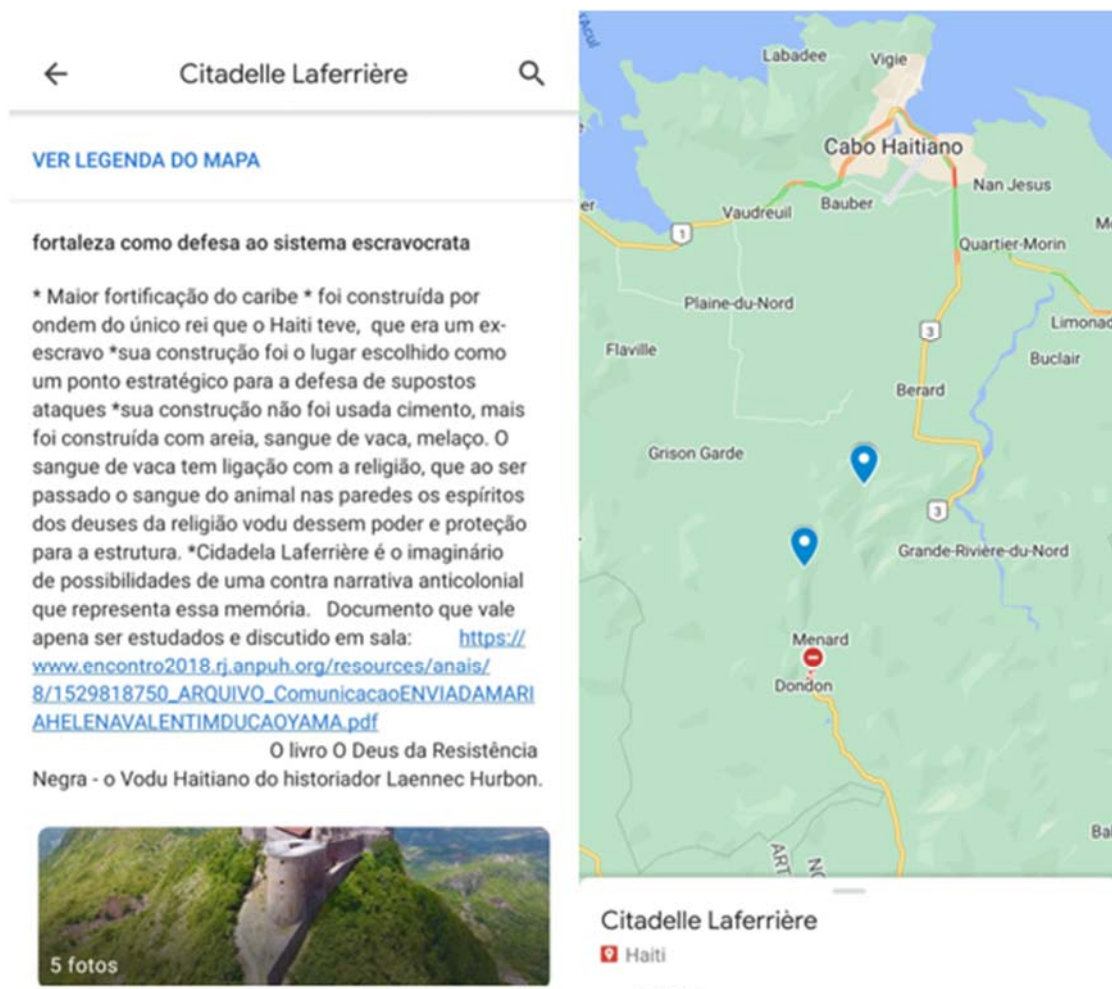 Citadelle Laferrière
VER LEGENDA DO MAPA
fortaleza como defesa ao sistema escravocrata
* Maior fortificação do caribe * foi construída por
ondem do único rei que o Haiti teve,  que era um ex-
escravo *sua construção foi o lugar escolhido como
um ponto estratégico para a defesa de supostos
ataques *sua construção não foi usada cimento, mais
foi construída com areia, sangue de vaca, melaço. O
sangue de vaca tem ligação com a religião, que ao ser
passado o sangue do animal nas paredes os espíritos
dos deuses da religião vodu dessem poder e proteção
para a estrutura. *Cidadela Laferrière é o imaginário
de possibilidades de uma contra narrativa anticolonial
que representa essa memória.   Documento que vale
apena ser estudados e discutido em sala:       https://
www.encontro2018.rj.anpuh.org/resources/anais/
8/1529818750_ARQUIVO_ComunicacaoENVIADAMARI
AHELENAVALENTIMDUCAOYAMA.pdf
O livro O Deus da Resistência
Negra - o Vodu Haitiano do historiador Laennec Hurbon.
5 fotos
Labadee
Vigie
Cabo Haitiano
Nan Jesus
Bauber
Vaudreuil
1
Quartier-Morin
Plaine-du-Nord
Limonad
3
Flaville
Buclair
Berard
Grison Garde
3
Grande-Rivière-du-Nord
Menard
Dondon
Ba
ART
Citadelle Laferrière
Haiti